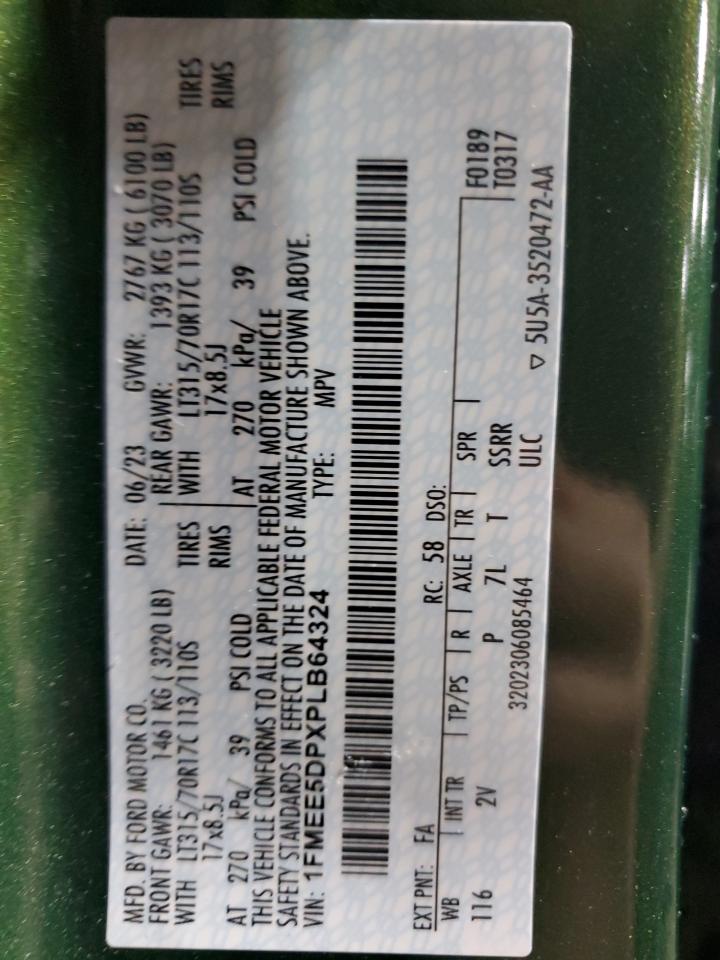 MFD. BY FORD MOTOR CO.
DATE: 06/23 GVWR: 2767 KG ( 6100 LB)
FRONT GAWR: 1461 KG ( 3220 LB)
REAR GAWR: 1393 KG ( 3070 LB)
WITH LT315/70R17C 113/110S TIRES
WITH LT315/70R17C 113/110S TIRES
17x8.5J RIMS
17x8.5J RIMS
AT 270 kPa/ 39 PSI COLD
AT 270 kPa/ 39 PSI COLD
THIS VEHICLE CONFORMS TO ALL APPLICABLE FEDERAL MOTOR VEHICLE
SAFETY STANDARDS IN EFFECT ON THE DATE OF MANUFACTURE SHOWN ABOVE.
VIN: 1FMEE5DPXPLB64324 TYPE: MPV
EXT PNT: FA RC: 58 DSO:
WB INT TR TP/PS R AXLE TR SPR F0189
T0317
116 2V P 7L T SSRR
3202306085464 ULC
▽ 5U5A-3520472-AA